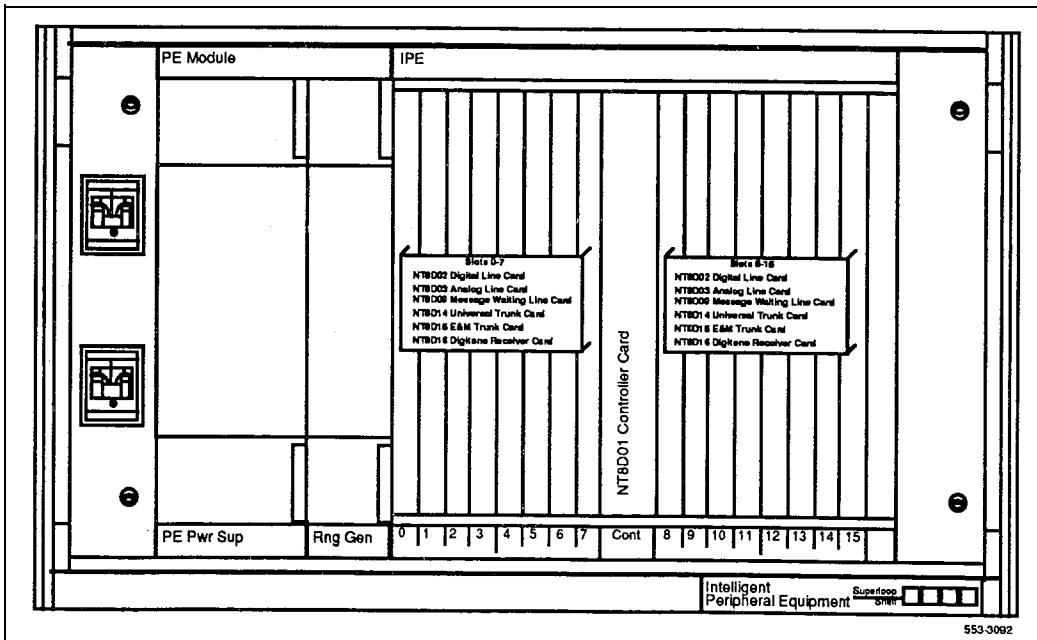 PE Module
IPE
Slots 0-7
NT8D02 Digital Line Card
NT8D03 Analog Line Card
NT8D09 Message Waiting Line Card
NT8D14 Universal Trunk Card
NT8D15 E&M Trunk Card
NT8D16 Digitone Receiver Card
NT8D01 Controller Card
Slots 8-15
NT8D02 Digital Line Card
NT8D03 Analog Line Card
NT8D09 Message Waiting Line Card
NT8D14 Universal Trunk Card
NT8D15 E&M Trunk Card
NT8D16 Digitone Receiver Card
PE Pwr Sup
Rng Gen
0 1 2 3 4 5 6 7 Cont 8 9 10 11 12 13 14 15
Intelligent
Peripheral Equipment
Superloop
Shelf
553-3092